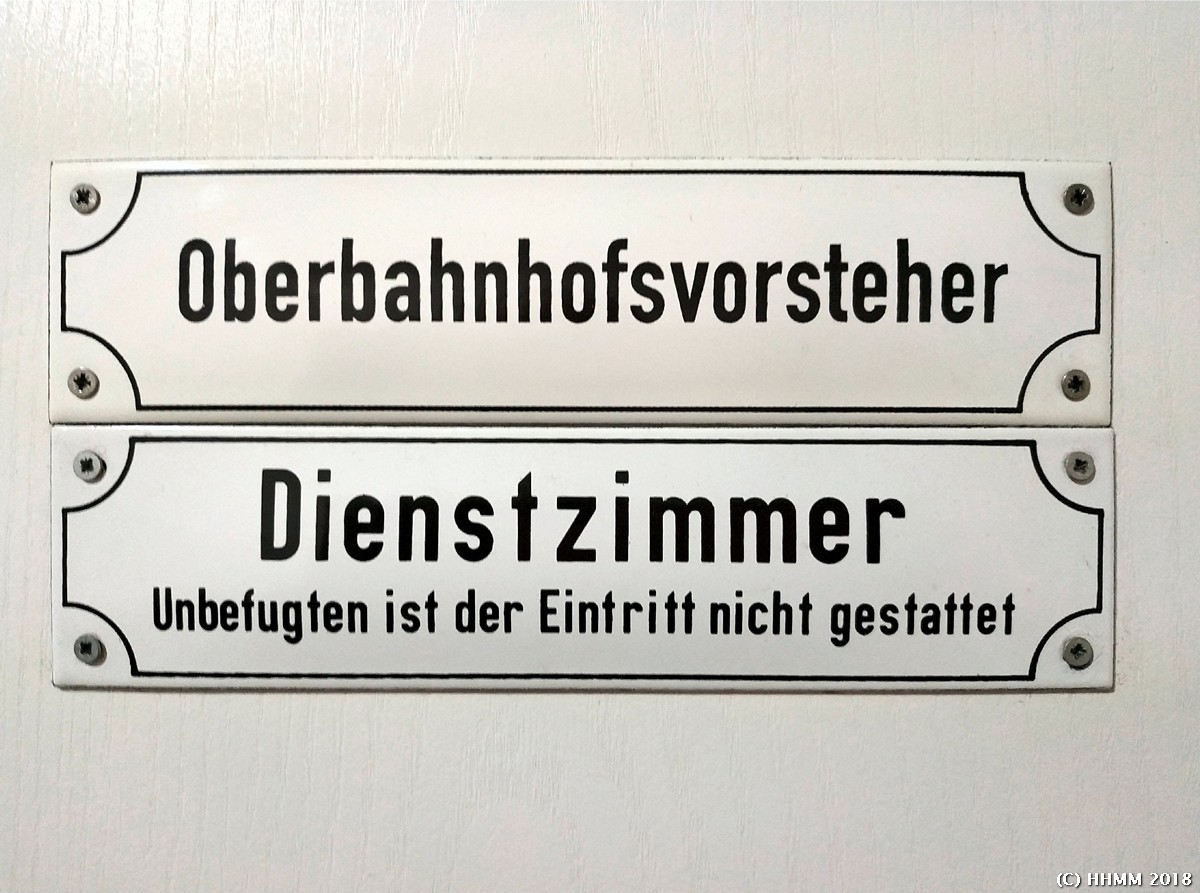 Oberbahnhofsvorsteher
Dienstzimmer
Unbefugten ist der Eintritt nicht gestattet
(C) HHMM 2018